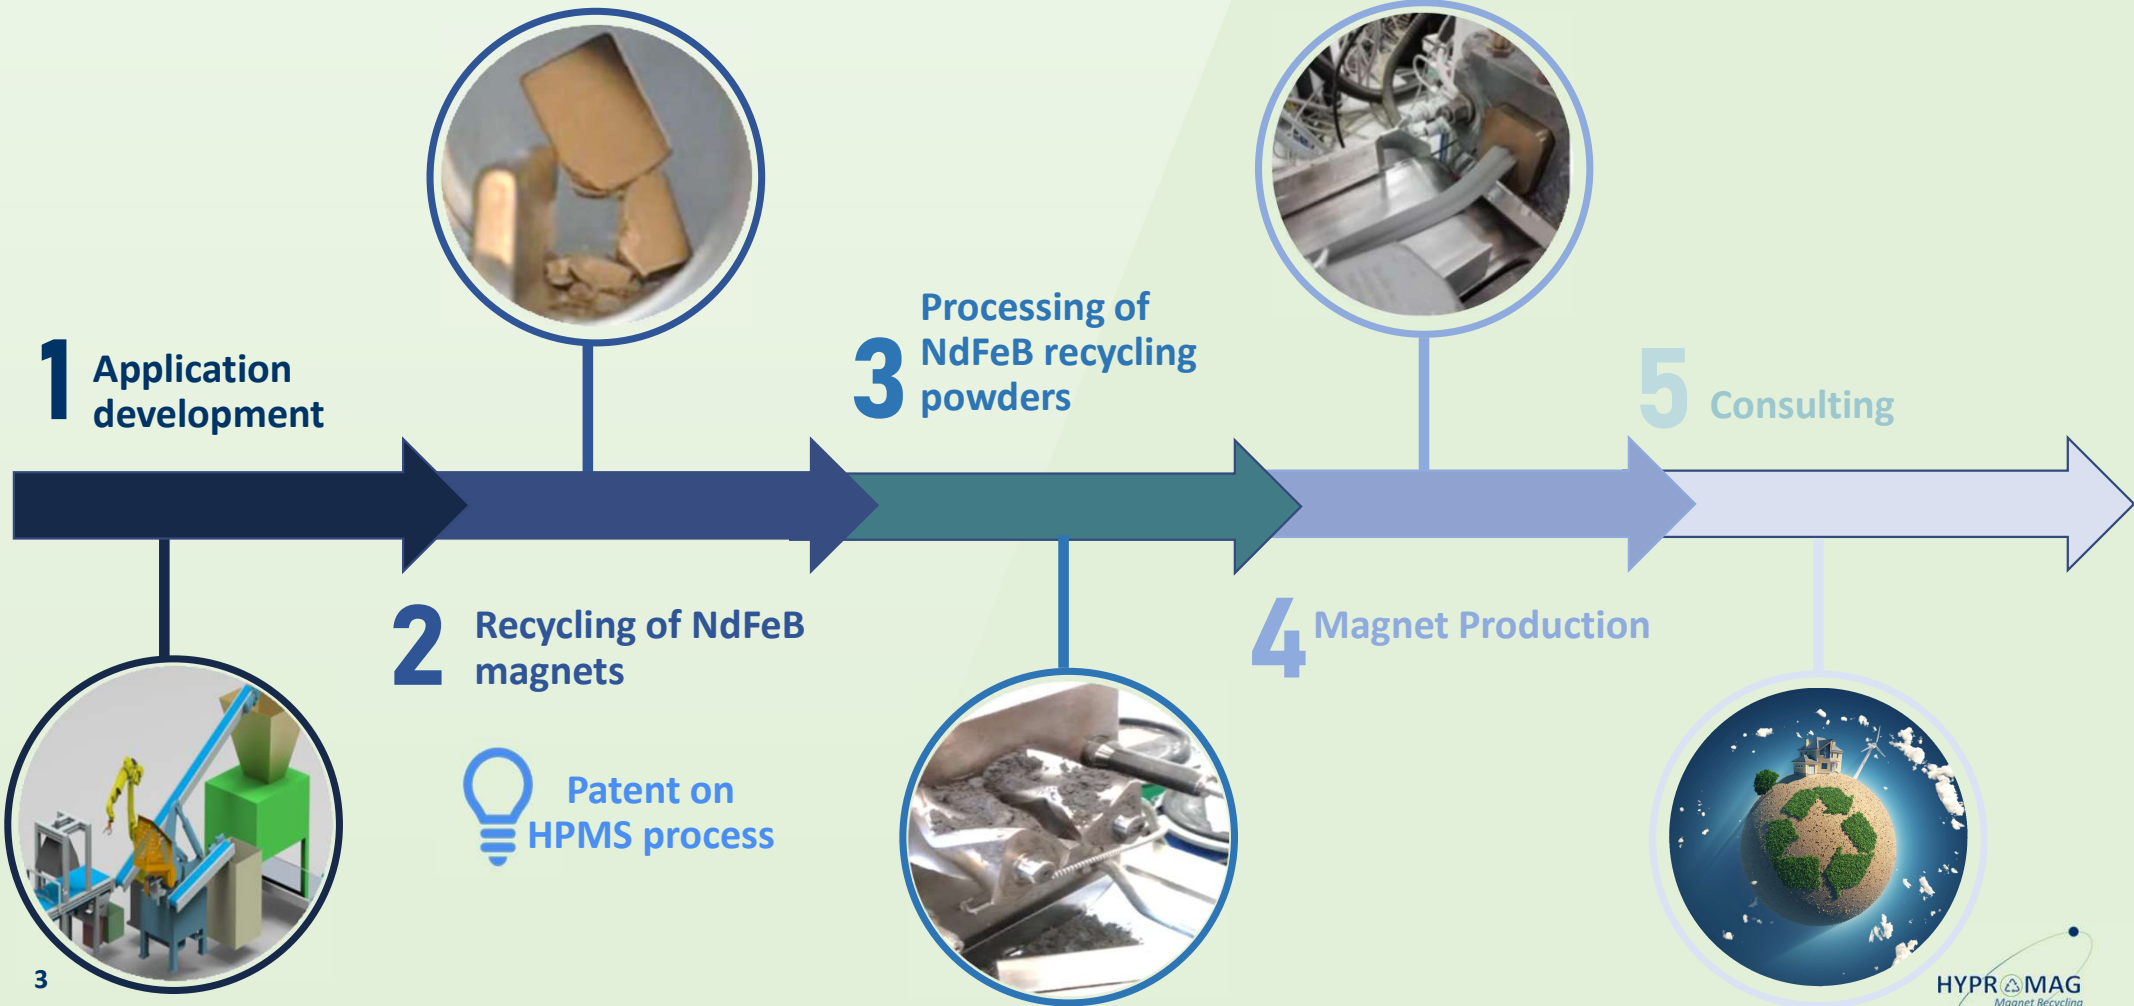 1
Application
development
2
Recycling of NdFeB
magnets
Patent on
HPMS process
3
Processing of
NdFeB recycling
powders
4
Magnet Production
5
Consulting
3
HYPROMAG
Magnet Recycling